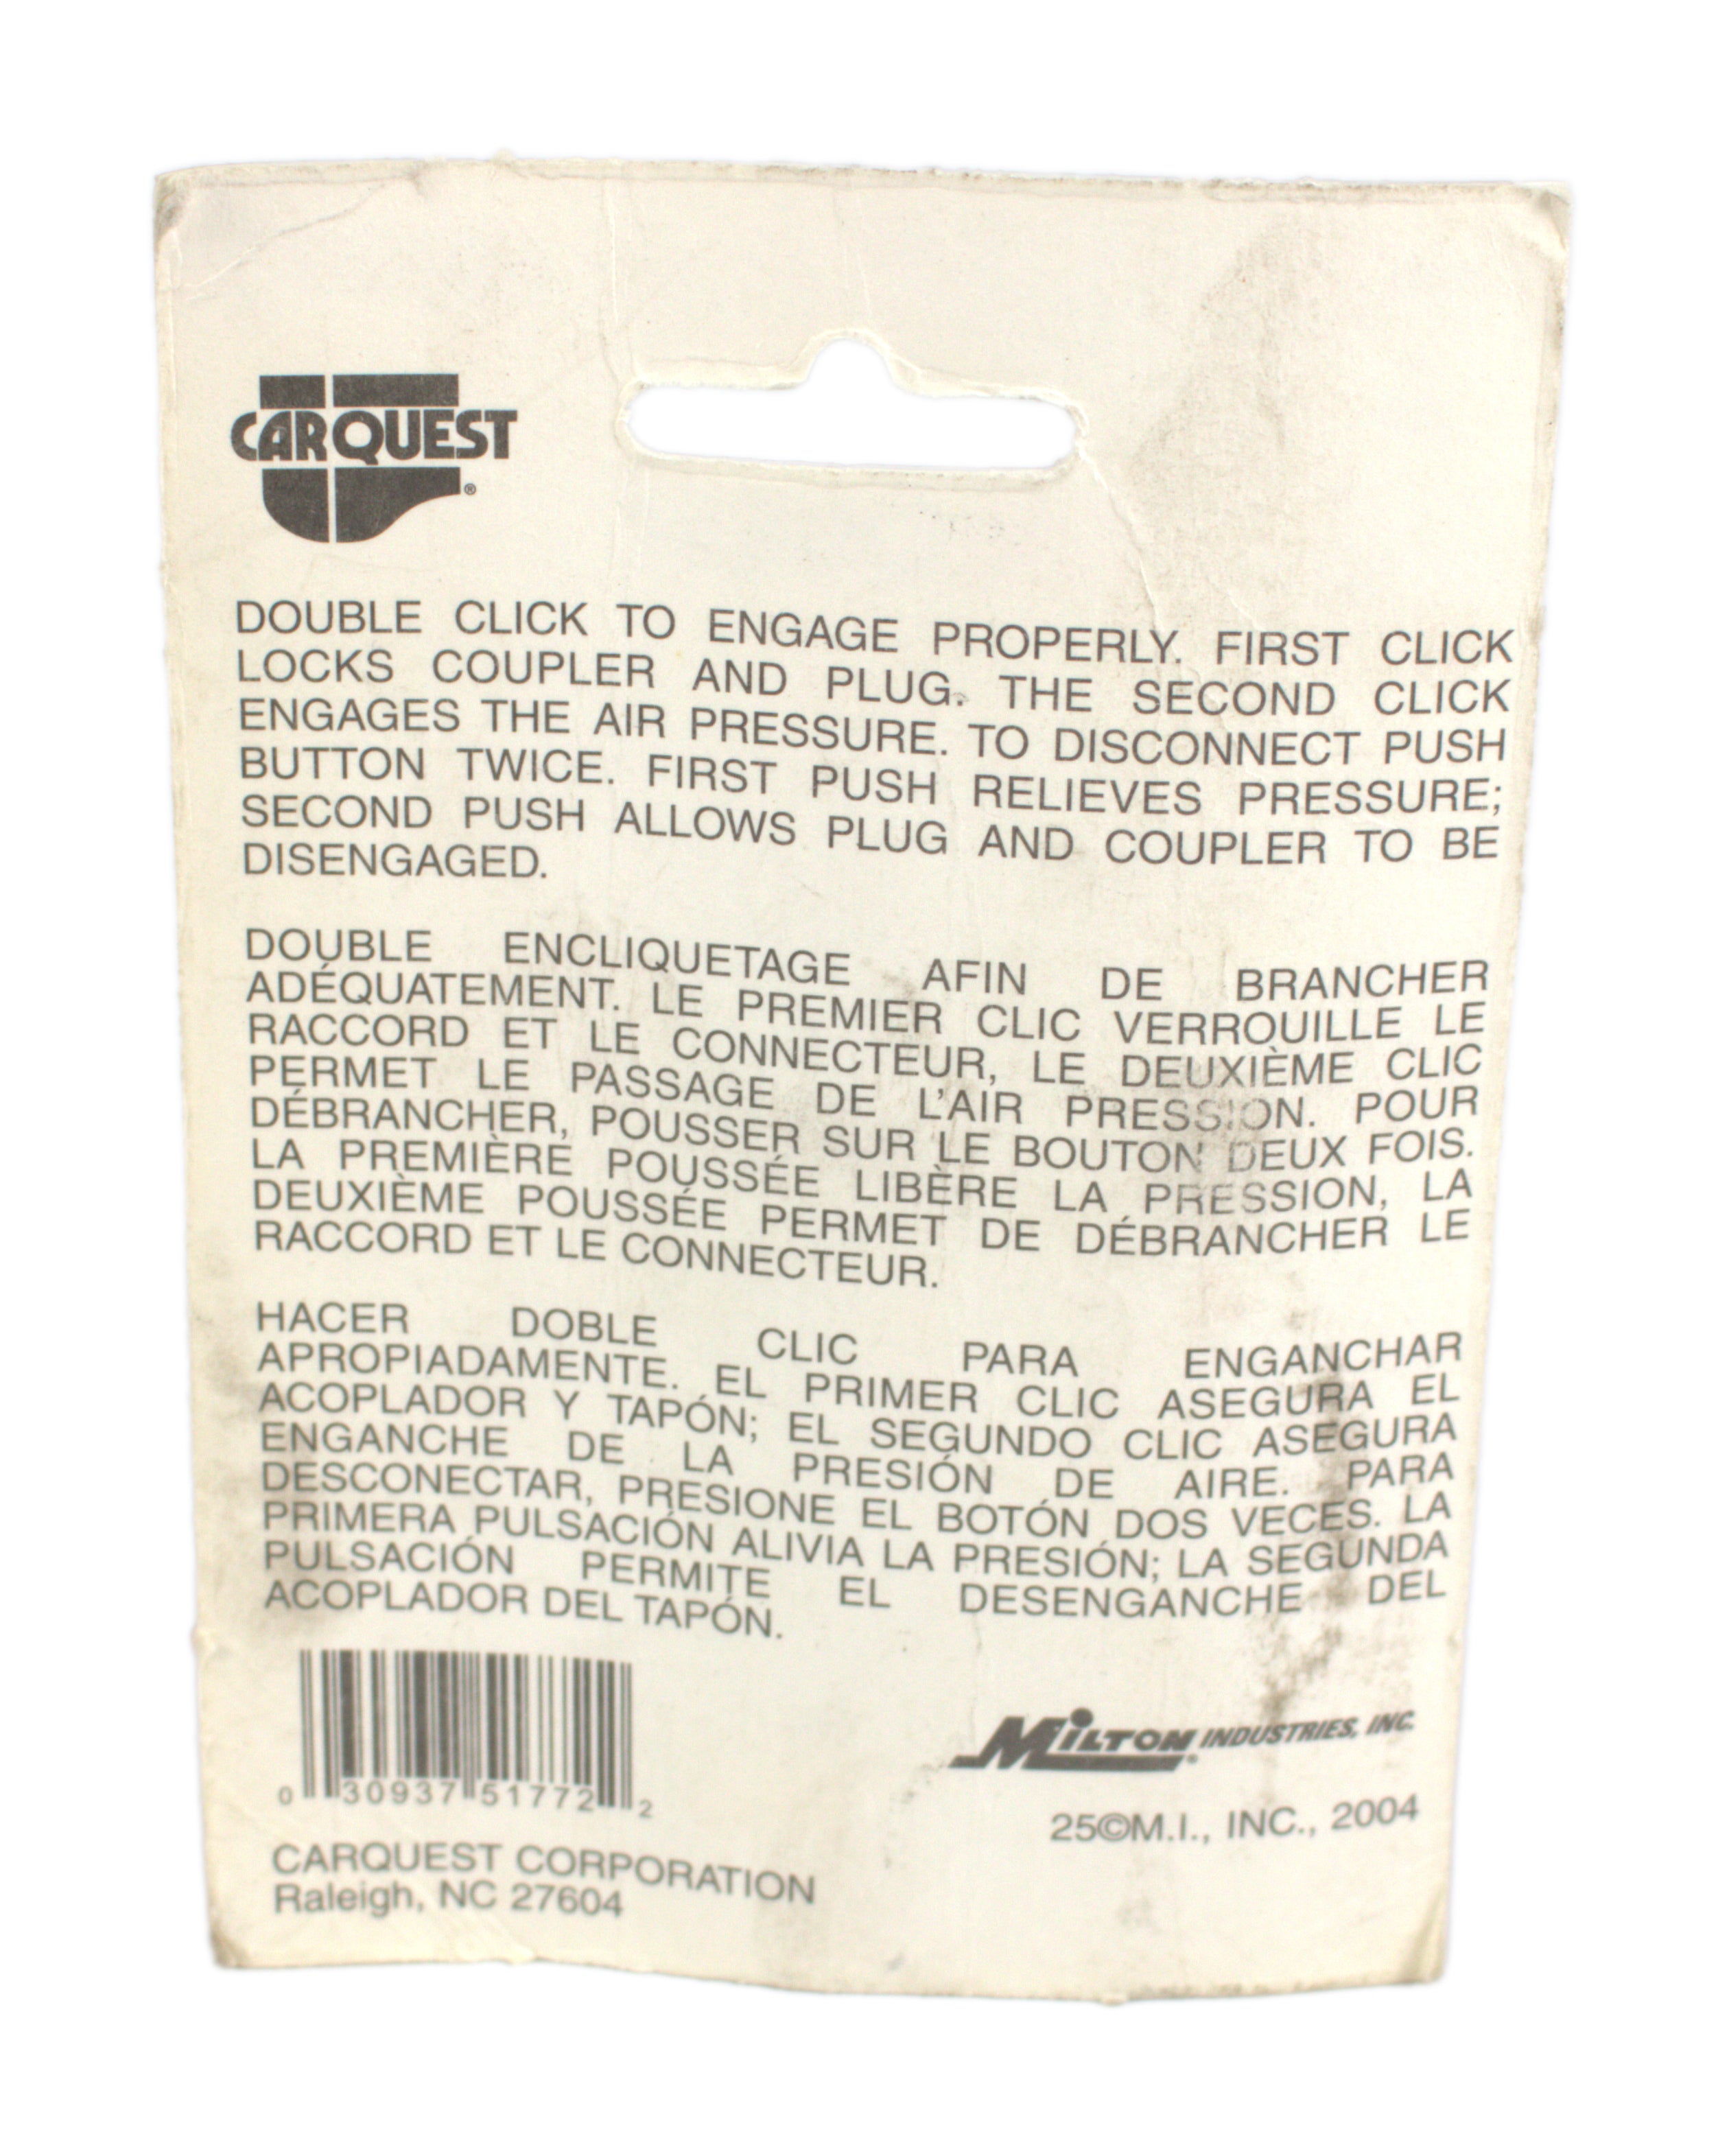 CARQUEST®
DOUBLE CLICK TO ENGAGE PROPERLY. FIRST CLICK
LOCKS COUPLER AND PLUG. THE SECOND CLICK
ENGAGES THE AIR PRESSURE. TO DISCONNECT PUSH
BUTTON TWICE. FIRST PUSH RELIEVES PRESSURE;
SECOND PUSH ALLOWS PLUG AND COUPLER TO BE
DISENGAGED.
DOUBLE ENCLIQUETAGE AFIN DE BRANCHER
ADÉQUATEMENT. LE PREMIER CLIC VERROUILLE LE
RACCORD ET LE CONNECTEUR, LE DEUXIÈME CLIC
PERMET LE PASSAGE DE L'AIR PRESSION. POUR
DÉBRANCHER, POUSSER SUR LE BOUTON DEUX FOIS.
LA PREMIÈRE POUSSÉE LIBÈRE LA PRESSION, LA
DEUXIÈME POUSSÉE PERMET DE DÉBRANCHER LE
RACCORD ET LE CONNECTEUR.
HACER DOBLE CLIC PARA ENGANCHAR
APROPIADAMENTE. EL PRIMER CLIC ASEGURA EL
ACOPLADOR Y TAPÓN; EL SEGUNDO CLIC ASEGURA
ENGANCHE DE LA PRESIÓN DE AIRE. PARA
DESCONECTAR, PRESIONE EL BOTÓN DOS VECES. LA
PRIMERA PULSACIÓN ALIVIA LA PRESIÓN; LA SEGUNDA
PULSACIÓN PERMITE EL DESENGANCHE DEL
ACOPLADOR DEL TAPÓN.
0 30937 51772 2
CARQUEST CORPORATION
Raleigh, NC 27604
MILTON® INDUSTRIES, INC.
25©M.I., INC., 2004